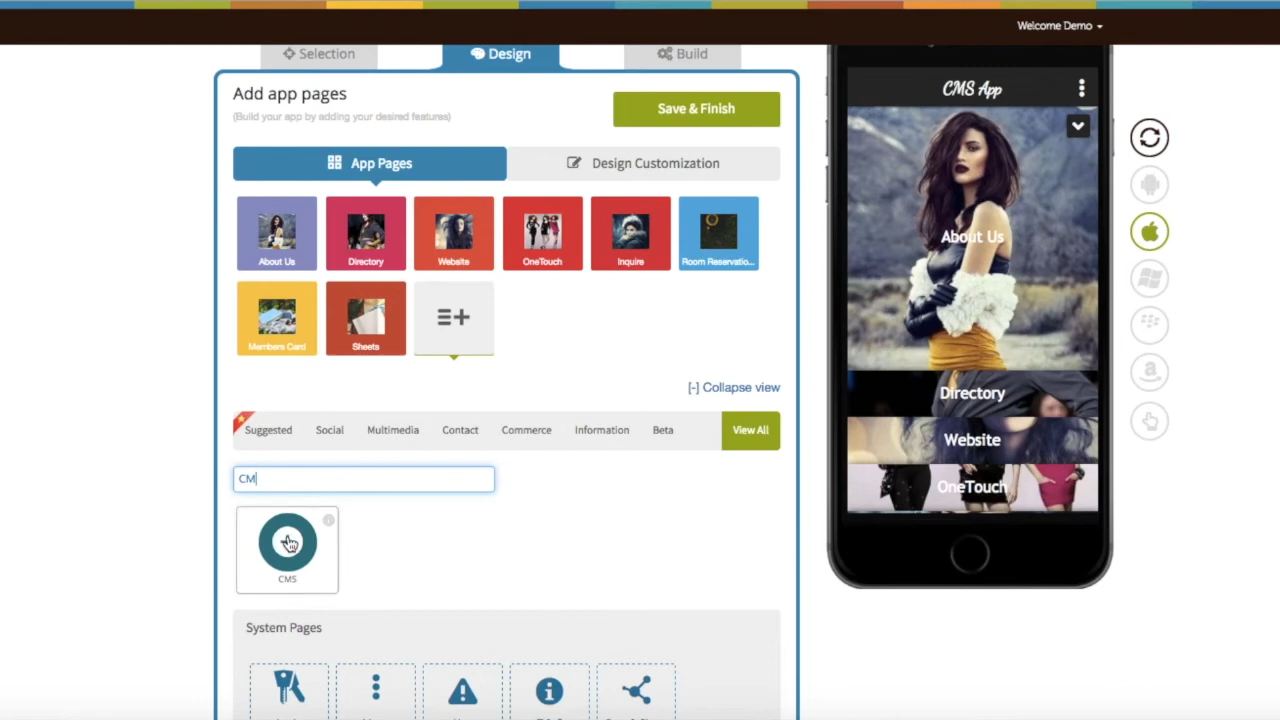 Welcome Demo
Selection
Design
Build
Add app pages
(Build your app by adding your desired features)
Save & Finish
App Pages
Design Customization
About Us
Directory
Website
OneTouch
Inquire
Room Reservatio...
Members Card
Sheets
[-] Collapse view
Suggested
Social
Multimedia
Contact
Commerce
Information
Beta
View All
CM
CMS
System Pages
CMS App
About Us
Directory
Website
OneTouch